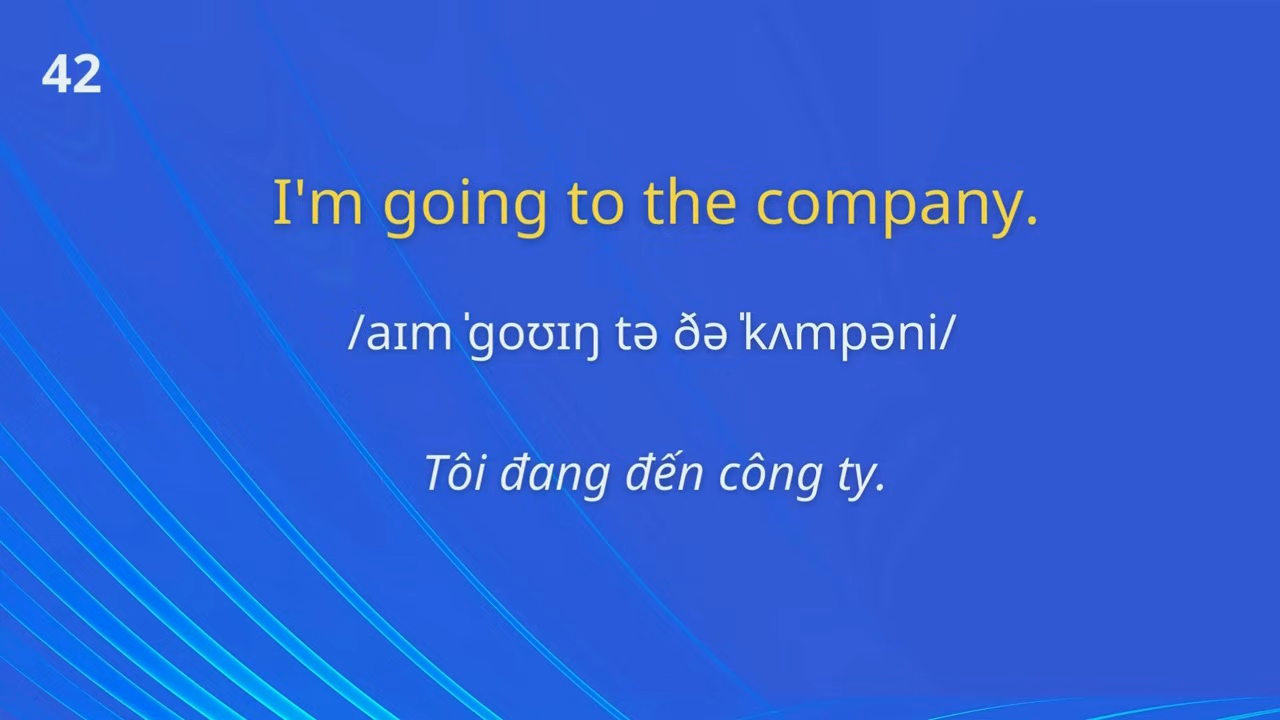 42
I'm going to the company.
/aɪm ˈɡoʊɪŋ tə ðə ˈkʌmpəni/
Tôi đang đến công ty.